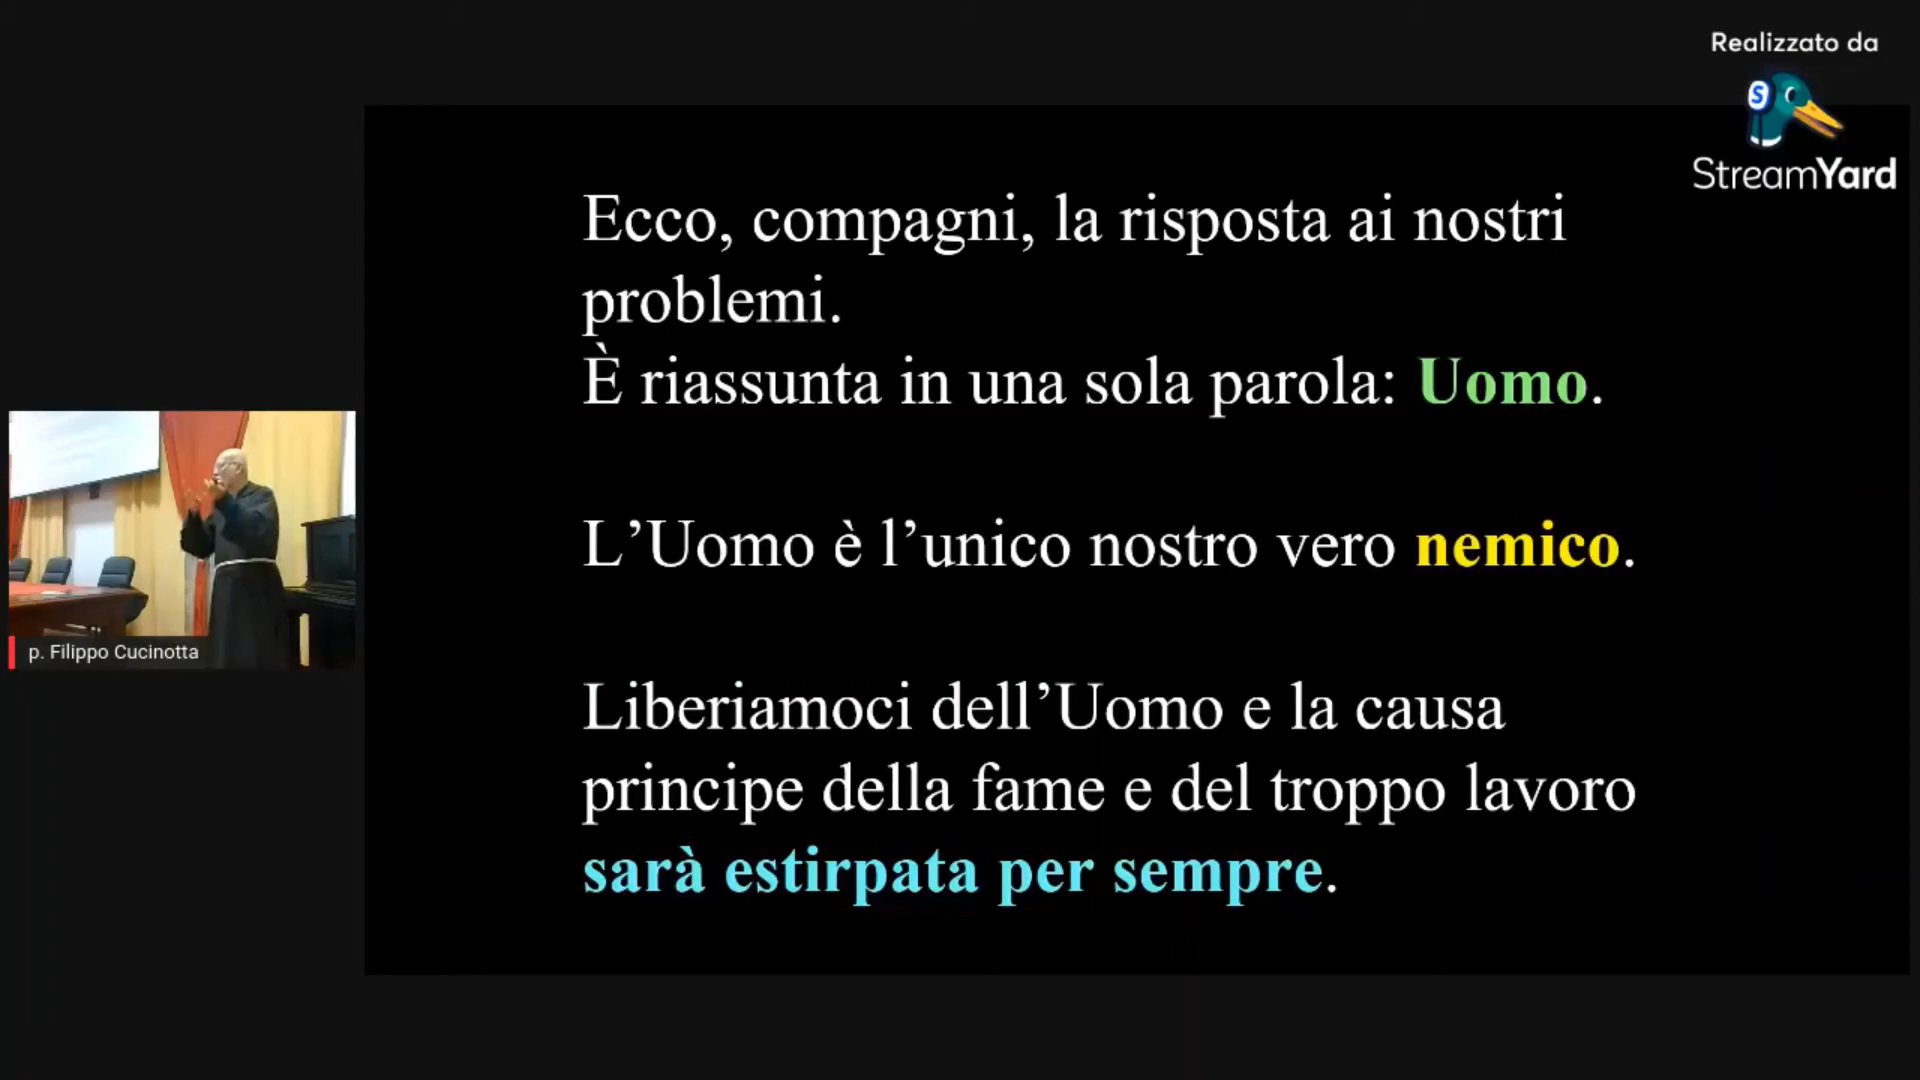 Realizzato da
StreamYard
Ecco, compagni, la risposta ai nostri
problemi.
È riassunta in una sola parola: Uomo.
L’Uomo è l’unico nostro vero nemico.
Liberiamoci dell’Uomo e la causa
principe della fame e del troppo lavoro
sarà estirpata per sempre.
p. Filippo Cucinotta